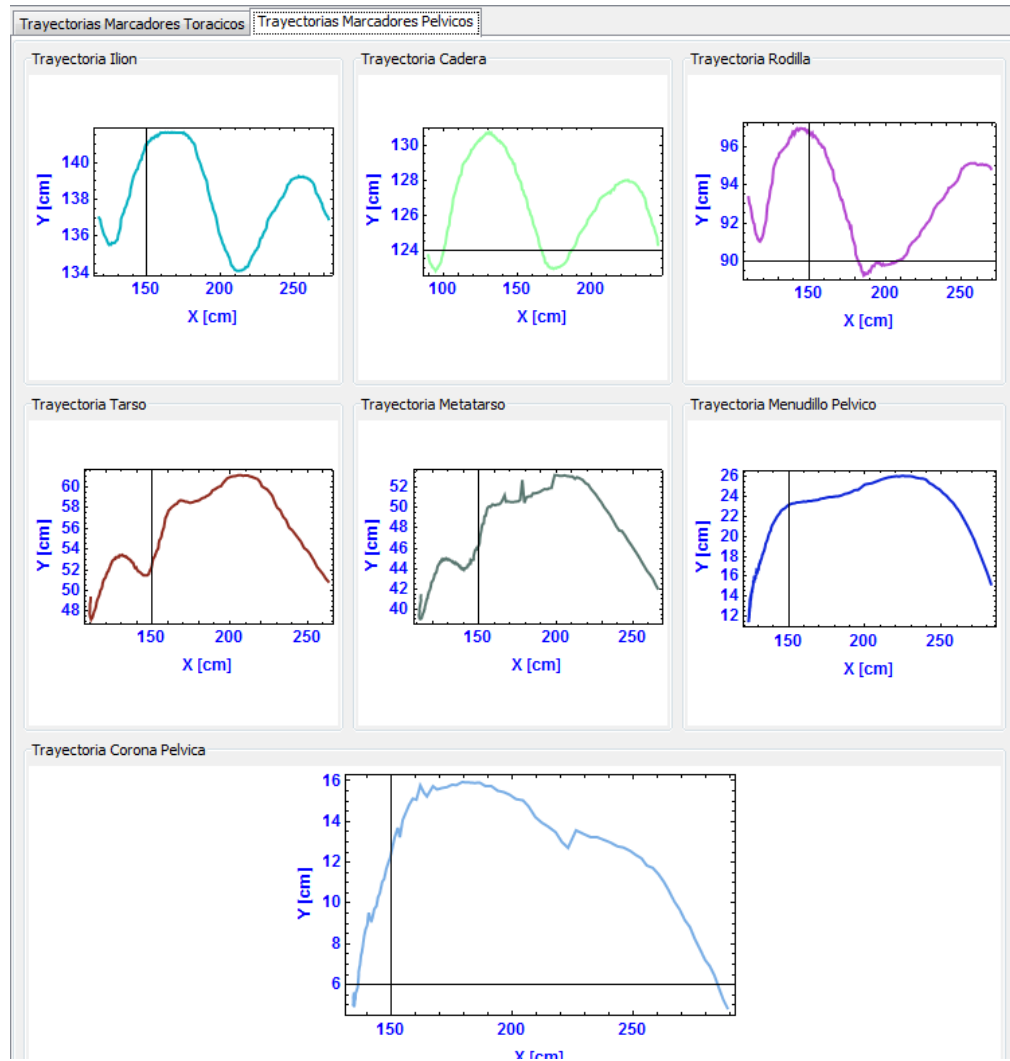 Trayectorias Marcadores Toracicos
Trayectorias Marcadores Pelvicos
Trayectoria Ilion
Trayectoria Cadera
Trayectoria Rodilla
Y [cm]
140
138
136
134
150
200
250
X [cm]
Y [cm]
130
128
126
124
100
150
200
X [cm]
Y [cm]
96
94
92
90
150
200
250
X [cm]
Trayectoria Tarso
Trayectoria Metatarso
Trayectoria Menudillo Pelvico
Y [cm]
60
58
56
54
52
50
48
150
200
250
X [cm]
Y [cm]
52
50
48
46
44
42
40
150
200
250
X [cm]
Y [cm]
26
24
22
20
18
16
14
12
150
200
250
X [cm]
Trayectoria Corona Pelvica
Y [cm]
16
14
12
10
8
6
150
200
250
X [cm]